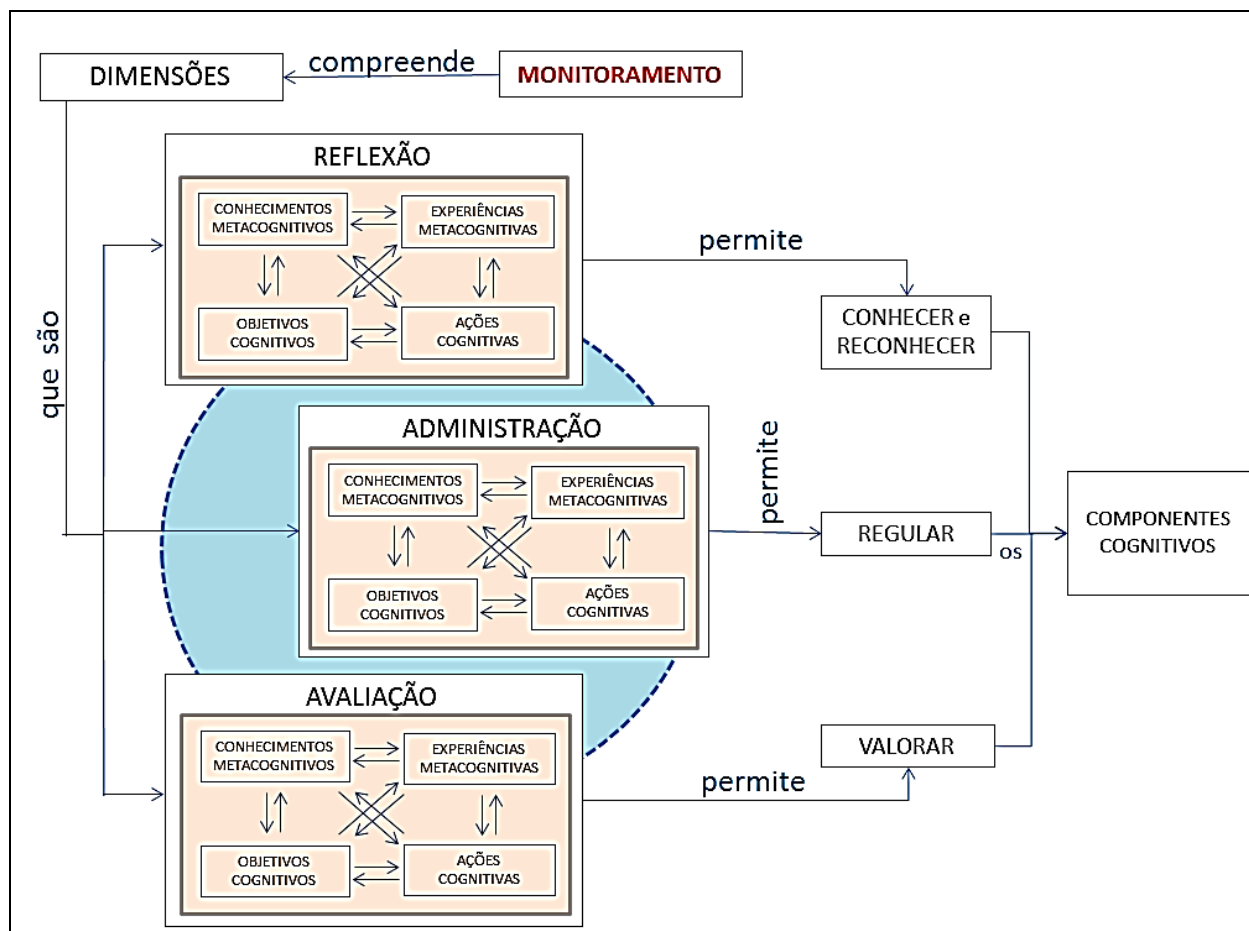 DIMENSÕES
compreende
MONITORAMENTO
que são
REFLEXÃO
CONHECIMENTOS
METACOGNITIVOS
EXPERIÊNCIAS
METACOGNITIVAS
OBJETIVOS
COGNITIVOS
AÇÕES
COGNITIVAS
permite
CONHECER e
RECONHECER
ADMINISTRAÇÃO
CONHECIMENTOS
METACOGNITIVOS
EXPERIÊNCIAS
METACOGNITIVAS
OBJETIVOS
COGNITIVOS
AÇÕES
COGNITIVAS
permite
REGULAR
os
COMPONENTES
COGNITIVOS
AVALIAÇÃO
CONHECIMENTOS
METACOGNITIVOS
EXPERIÊNCIAS
METACOGNITIVAS
OBJETIVOS
COGNITIVOS
AÇÕES
COGNITIVAS
permite
VALORAR